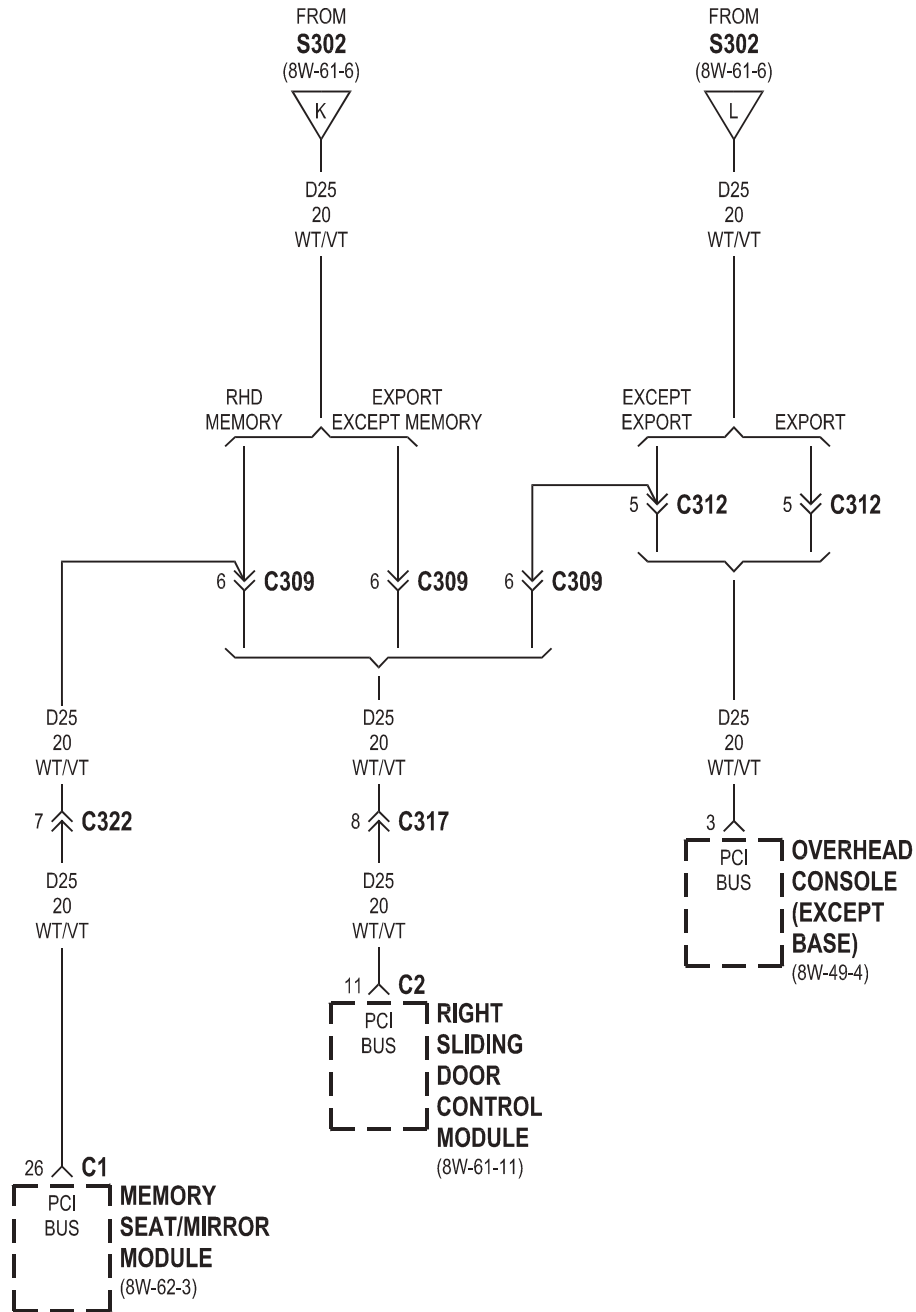 FROM
S302
(8W-61-6)
K
D25
20
WT/VT
FROM
S302
(8W-61-6)
L
D25
20
WT/VT
RHD
MEMORY
EXPORT
EXCEPT MEMORY
EXCEPT
EXPORT
EXPORT
5 C312
5 C312
6 C309
6 C309
6 C309
D25
20
WT/VT
7 C322
D25
20
WT/VT
D25
20
WT/VT
8 C317
D25
20
WT/VT
D25
20
WT/VT
3
PCI
BUS
OVERHEAD
CONSOLE
(EXCEPT
BASE)
(8W-49-4)
11 C2
PCI
BUS
RIGHT
SLIDING
DOOR
CONTROL
MODULE
(8W-61-11)
26 C1
PCI
BUS
MEMORY
SEAT/MIRROR
MODULE
(8W-62-3)